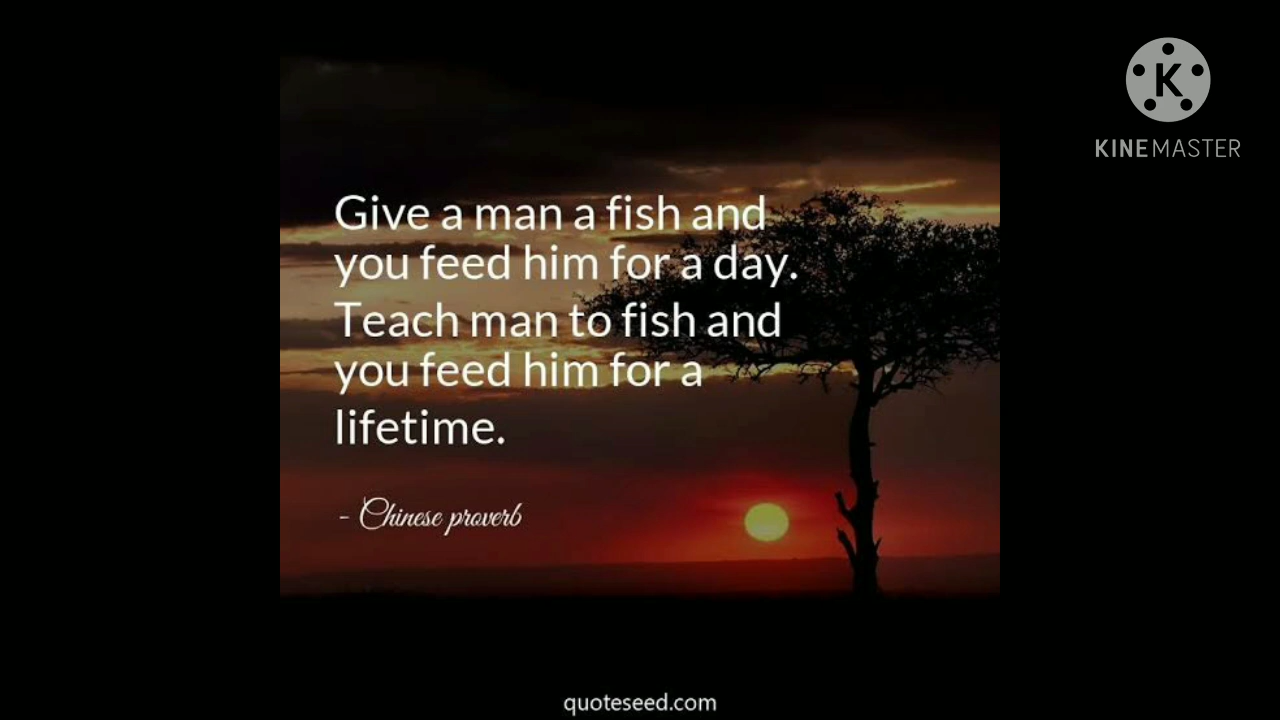 K
KINEMASTER
Give a man a fish and
you feed him for a day.
Teach man to fish and
you feed him for a
lifetime.
- Chinese proverb
quoteseed.com